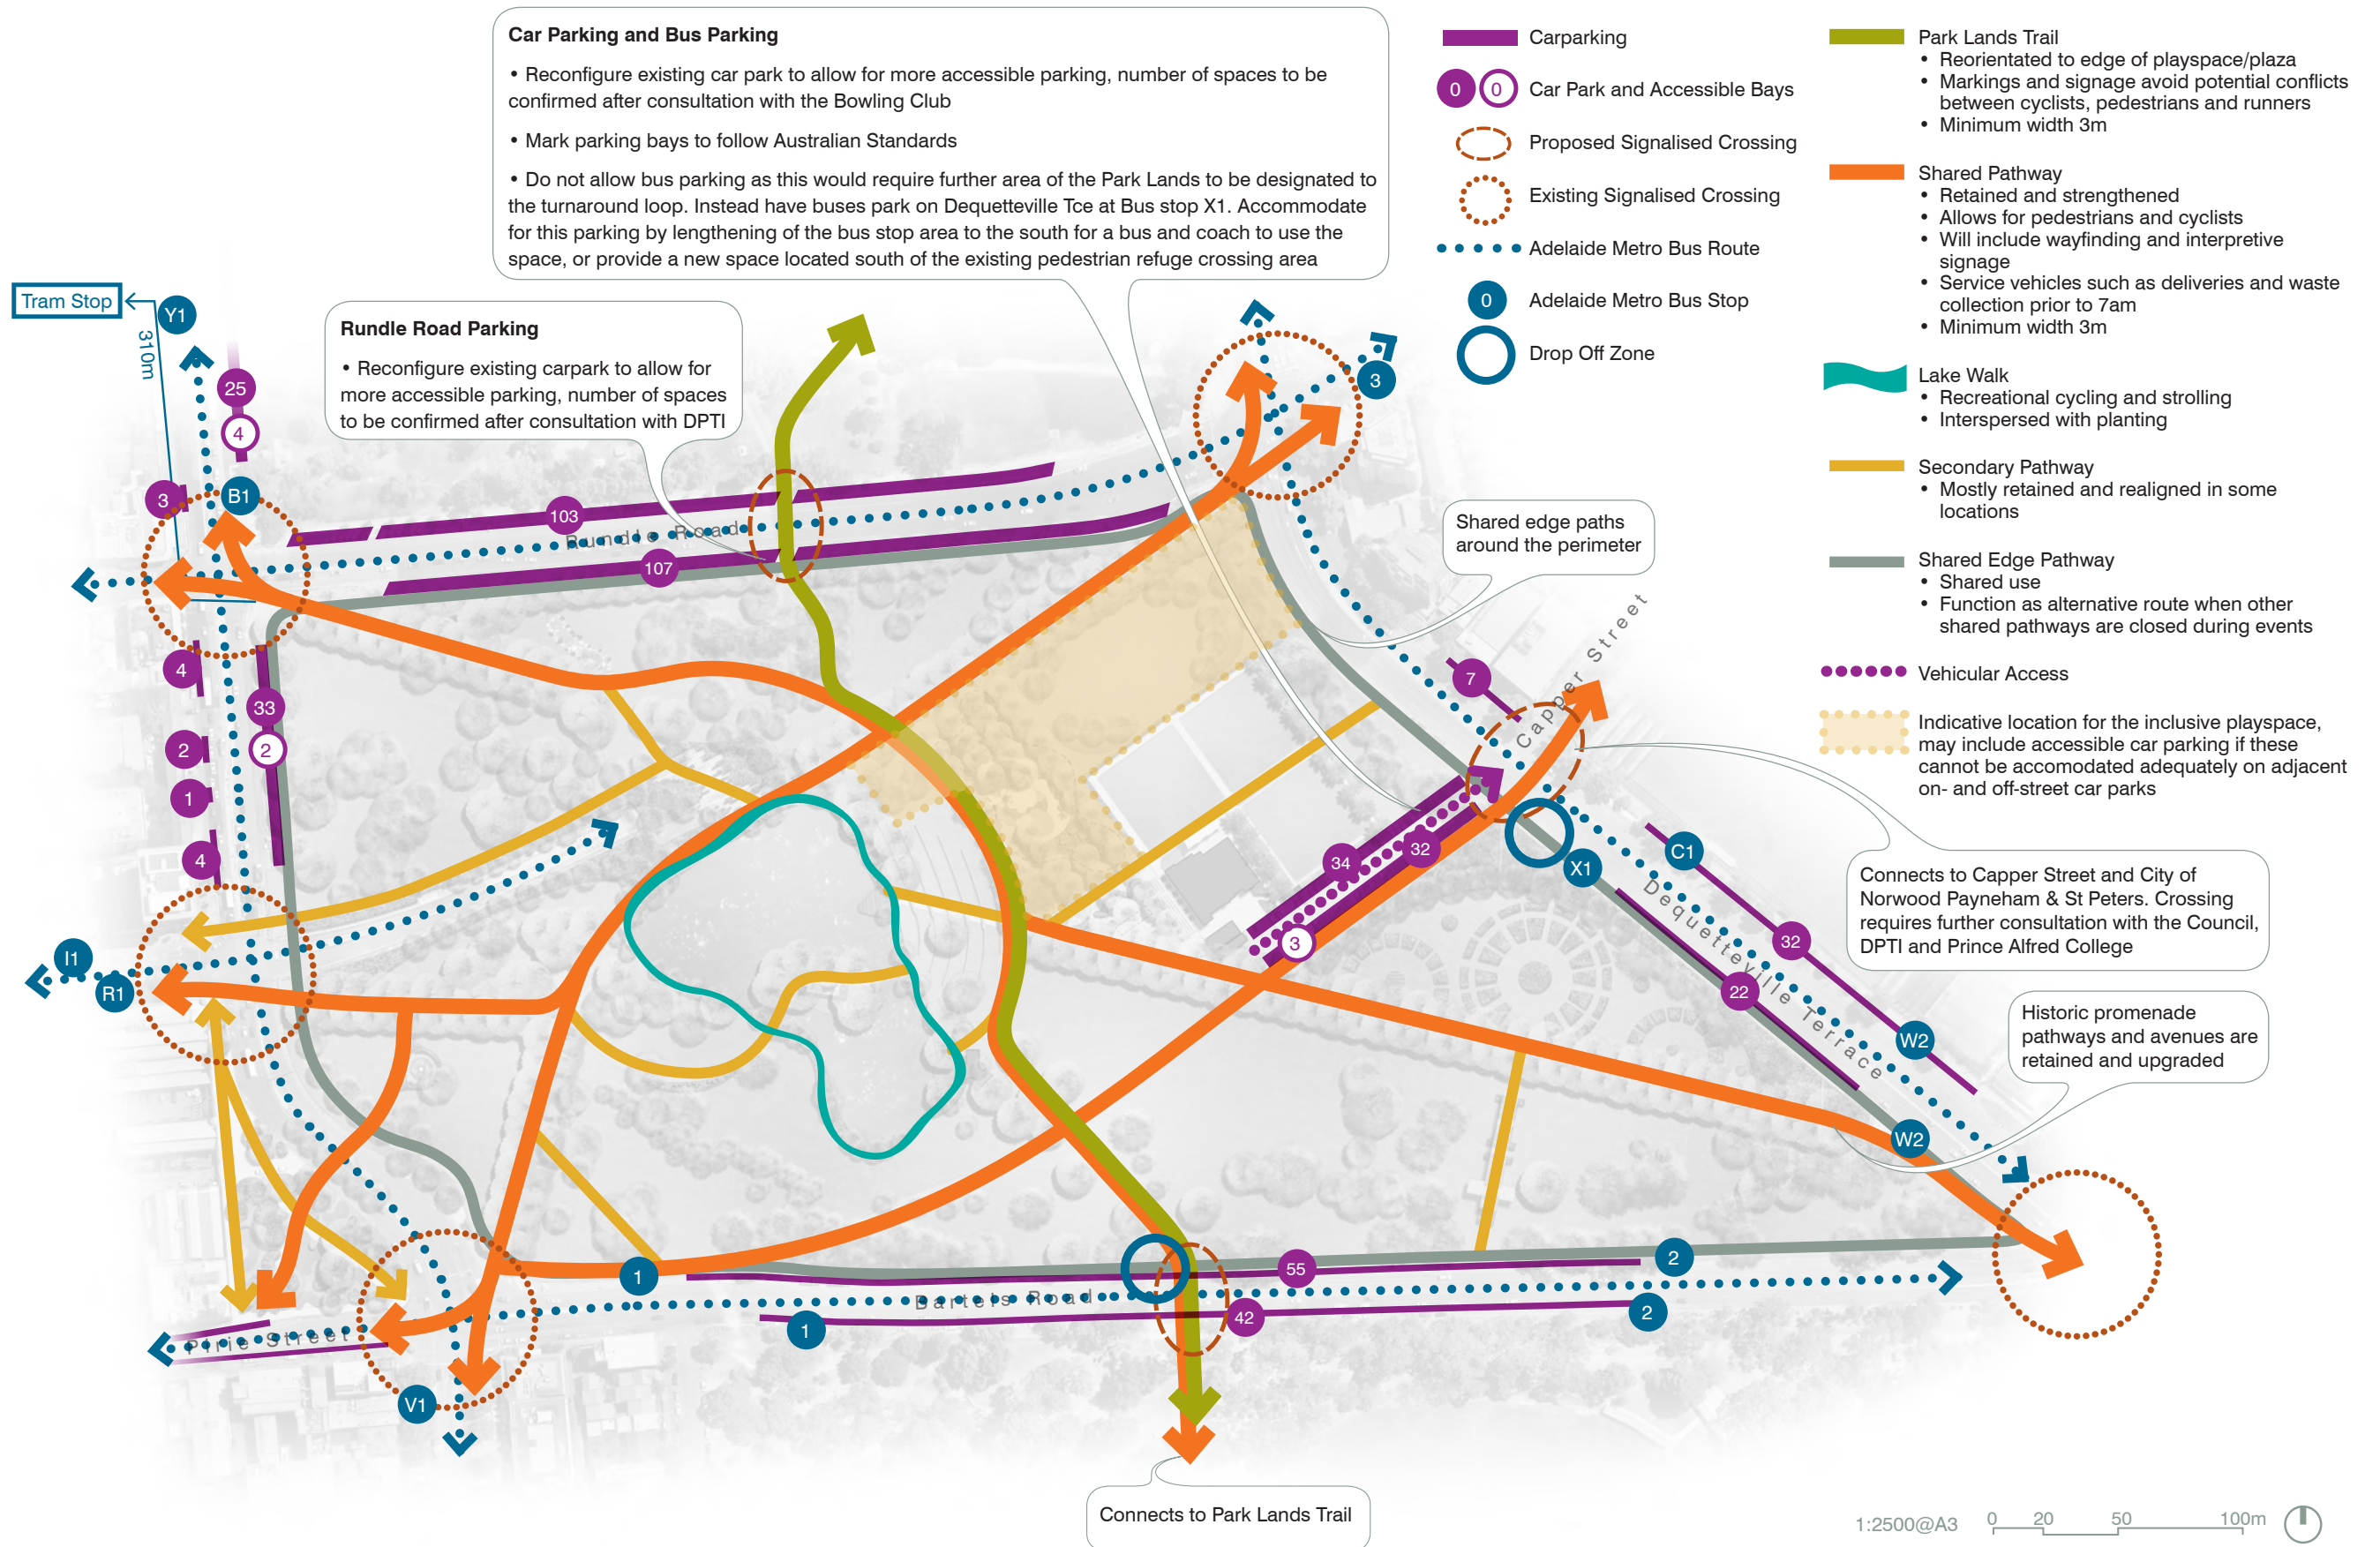 Car Parking and Bus Parking
• Reconfigure existing car park to allow for more accessible parking, number of spaces to be
confirmed after consultation with the Bowling Club
• Mark parking bays to follow Australian Standards
• Do not allow bus parking as this would require further area of the Park Lands to be designated to
the turnaround loop. Instead have buses park on Dequetteville Tce at Bus stop X1. Accommodate
for this parking by lengthening of the bus stop area to the south for a bus and coach to use the
space, or provide a new space located south of the existing pedestrian refuge crossing area
Carparking
0 0 Car Park and Accessible Bays
Proposed Signalised Crossing
Existing Signalised Crossing
Adelaide Metro Bus Route
0 Adelaide Metro Bus Stop
Drop Off Zone
Park Lands Trail
• Reorientated to edge of playspace/plaza
• Markings and signage avoid potential conflicts
between cyclists, pedestrians and runners
• Minimum width 3m
Shared Pathway
• Retained and strengthened
• Allows for pedestrians and cyclists
• Will include wayfinding and interpretive
signage
• Service vehicles such as deliveries and waste
collection prior to 7am
• Minimum width 3m
Lake Walk
• Recreational cycling and strolling
• Interspersed with planting
Secondary Pathway
• Mostly retained and realigned in some
locations
Shared Edge Pathway
• Shared use
• Function as alternative route when other
shared pathways are closed during events
Vehicular Access
Indicative location for the inclusive playspace,
may include accessible car parking if these
cannot be accomodated adequately on adjacent
on- and off-street car parks
Tram Stop
Y1
310m
Rundle Road Parking
• Reconfigure existing carpark to allow for
more accessible parking, number of spaces
to be confirmed after consultation with DPTI
25
4
3
3
B1
103
Rundle Road
107
Shared edge paths
around the perimeter
Capper Street
4
7
33
2
2
1
4
34
32
C1
X1
3
Connects to Capper Street and City of
Norwood Payneham & St Peters. Crossing
requires further consultation with the Council,
DPTI and Prince Alfred College
Dequetteville Terrace
32
22
I1
R1
Historic promenade
pathways and avenues are
retained and upgraded
W2
W2
1
55
2
Bartels Road
1
42
2
Pirie Street
V1
Connects to Park Lands Trail
1:2500@A3
0 20 50 100m